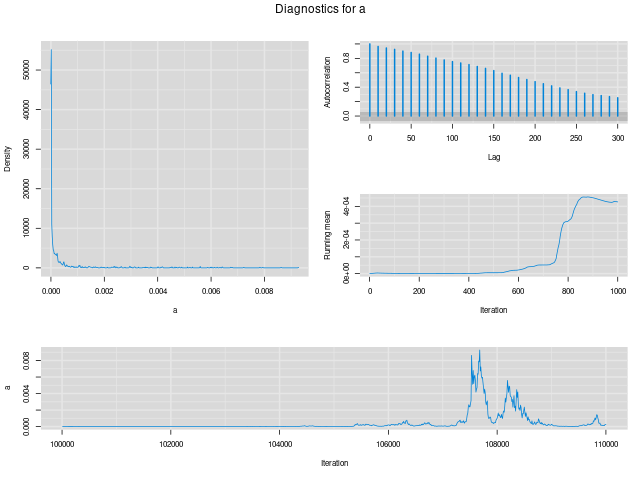 Diagnostics for a
Density
50000
40000
30000
20000
10000
0
0.000 0.002 0.004 0.006 0.008
a
Autocorrelation
0.8
0.4
0.0
0 50 100 150 200 250 300
Lag
Running mean
4e-04
2e-04
0e+00
0 200 400 600 800 1000
Iteration
a
0.008
0.004
0.000
100000 102000 104000 106000 108000 110000
Iteration